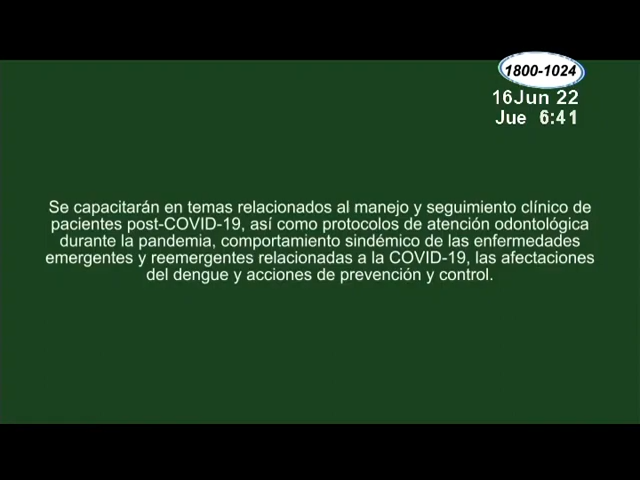 1800-1024
16Jun 22
Jue 6:41
Se capacitarán en temas relacionados al manejo y seguimiento clínico de
pacientes post-COVID-19, así como protocolos de atención odontológica
durante la pandemia, comportamiento sindémico de las enfermedades
emergentes y reemergentes relacionadas a la COVID-19, las afectaciones
del dengue y acciones de prevención y control.